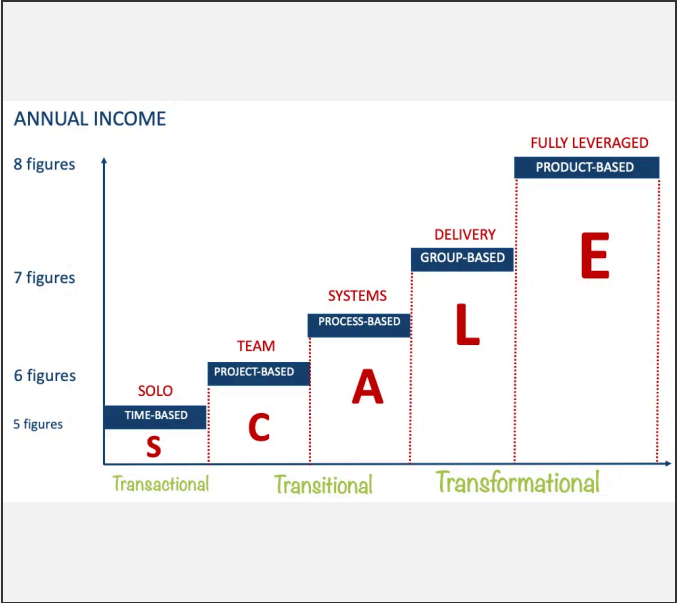 ANNUAL INCOME
FULLY LEVERAGED
8 figures
PRODUCT-BASED
DELIVERY
GROUP-BASED
E
7 figures
SYSTEMS
PROCESS-BASED
L
TEAM
6 figures
PROJECT-BASED
A
SOLO
5 figures
TIME-BASED
C
S
Transactional
Transitional
Transformational